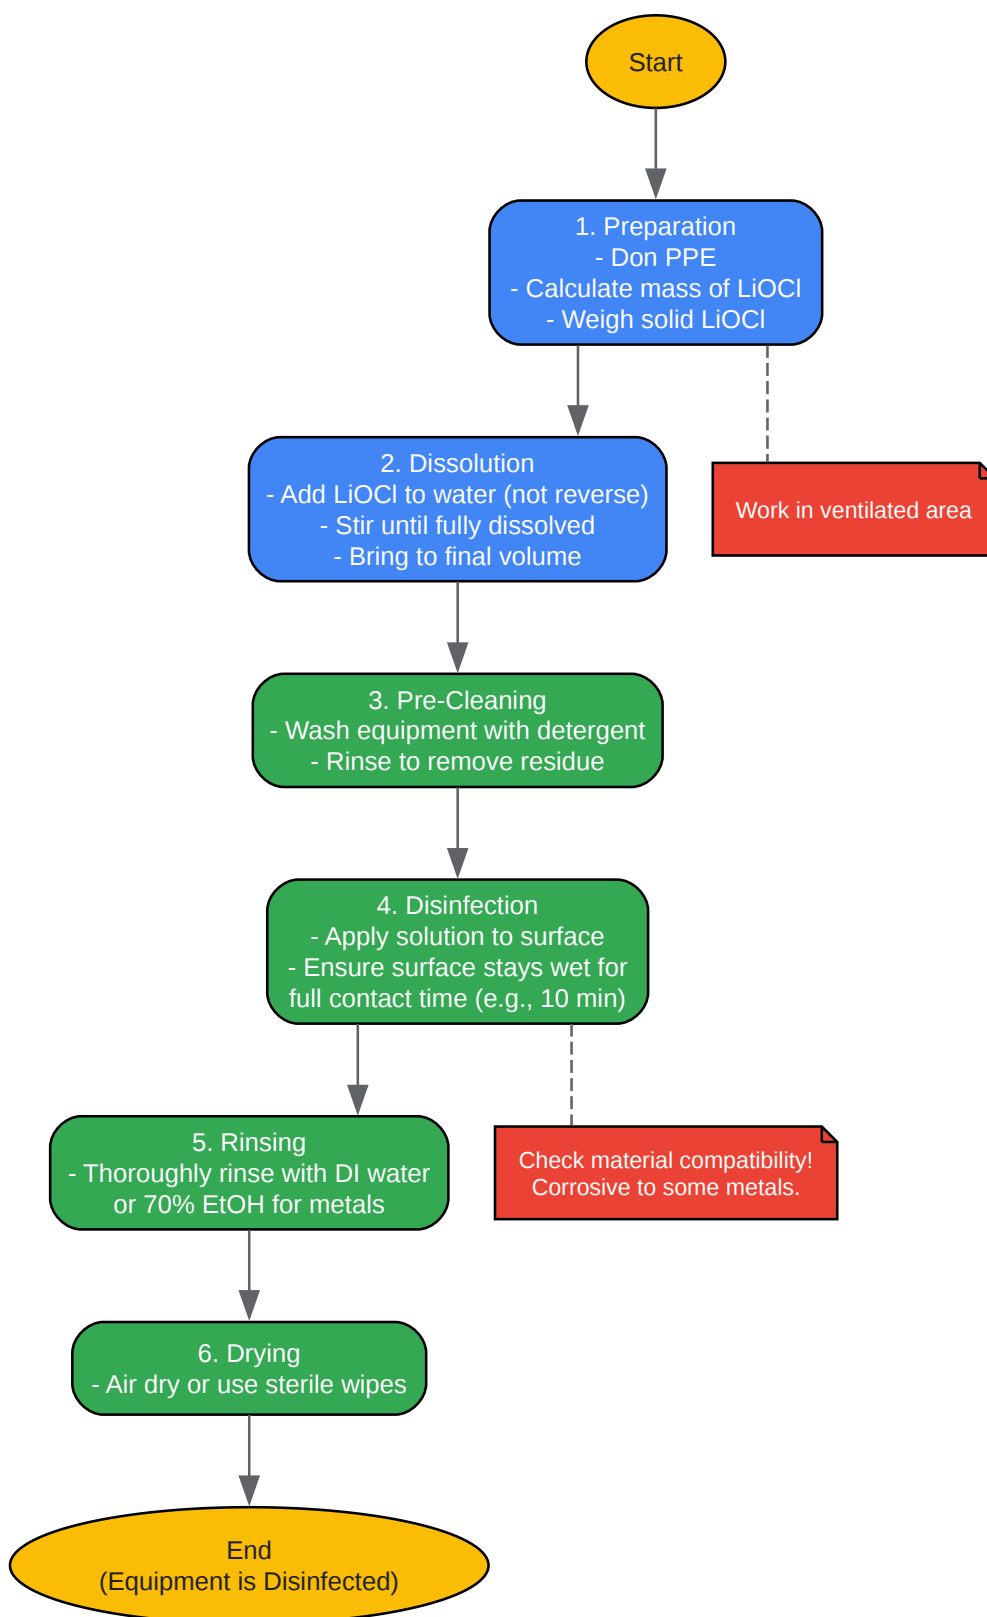 Start
1. Preparation
- Don PPE
- Calculate mass of LiOCl
- Weigh solid LiOCl
2. Dissolution
- Add LiOCl to water (not reverse)
- Stir until fully dissolved
- Bring to final volume
Work in ventilated area
3. Pre-Cleaning
- Wash equipment with detergent
- Rinse to remove residue
4. Disinfection
- Apply solution to surface
- Ensure surface stays wet for
full contact time (e.g., 10 min)
5. Rinsing
- Thoroughly rinse with DI water
or 70% EtOH for metals
Check material compatibility!
Corrosive to some metals.
6. Drying
- Air dry or use sterile wipes
End
(Equipment is Disinfected)